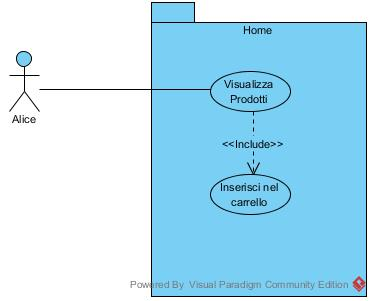 Home
Visualizza
Prodotti
Alice
<<Include>>
Inserisci nel
carrello
Powered By Visual Paradigm Community Edition